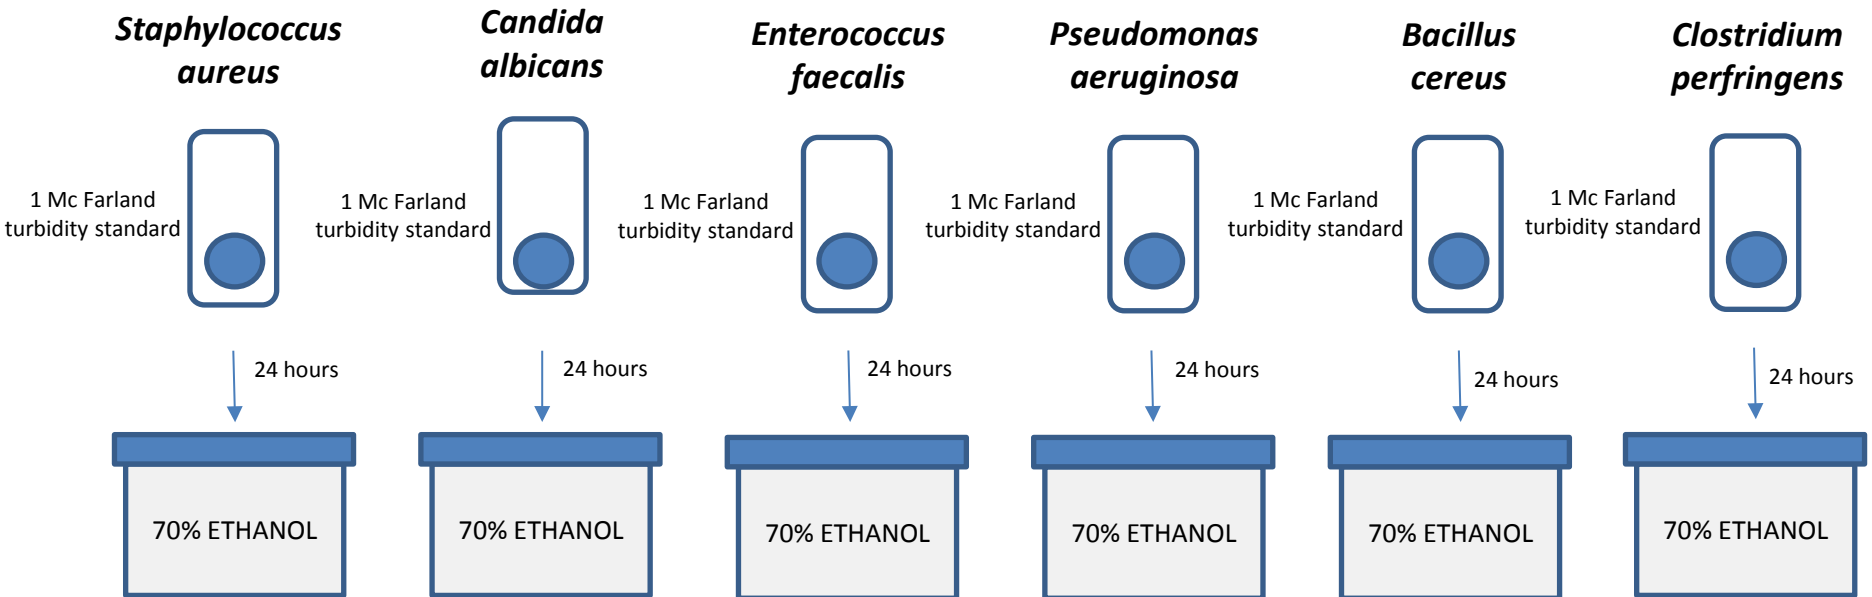 Staphylococcus
aureus
Candida
albicans
Enterococcus
faecalis
Pseudomonas
aeruginosa
Bacillus
cereus
Clostridium
perfringens
1 Mc Farland
turbidity standard
1 Mc Farland
turbidity standard
1 Mc Farland
turbidity standard
1 Mc Farland
turbidity standard
1 Mc Farland
turbidity standard
1 Mc Farland
turbidity standard
24 hours
24 hours
24 hours
24 hours
24 hours
24 hours
70% ETHANOL
70% ETHANOL
70% ETHANOL
70% ETHANOL
70% ETHANOL
70% ETHANOL